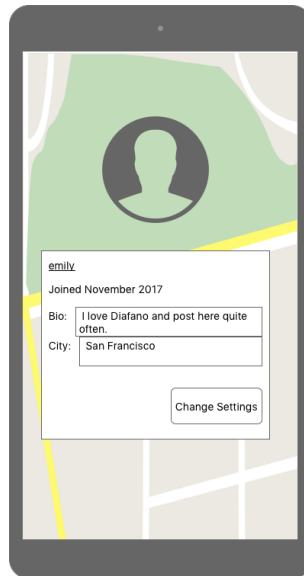 emily
Joined November 2017
Bio: I love Diafano and post here quite
often.
City: San Francisco
Change Settings